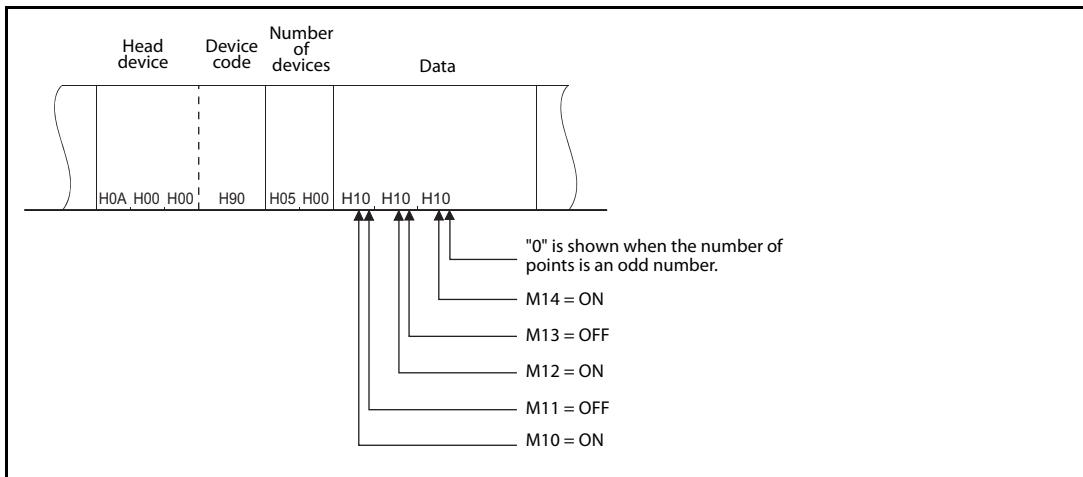 Head
device
Device
code
Number
of
devices
Data
H0A H00 H00 H90 H05 H00 H10 H10 H10
"0" is shown when the number of
points is an odd number.
M14 = ON
M13 = OFF
M12 = ON
M11 = OFF
M10 = ON